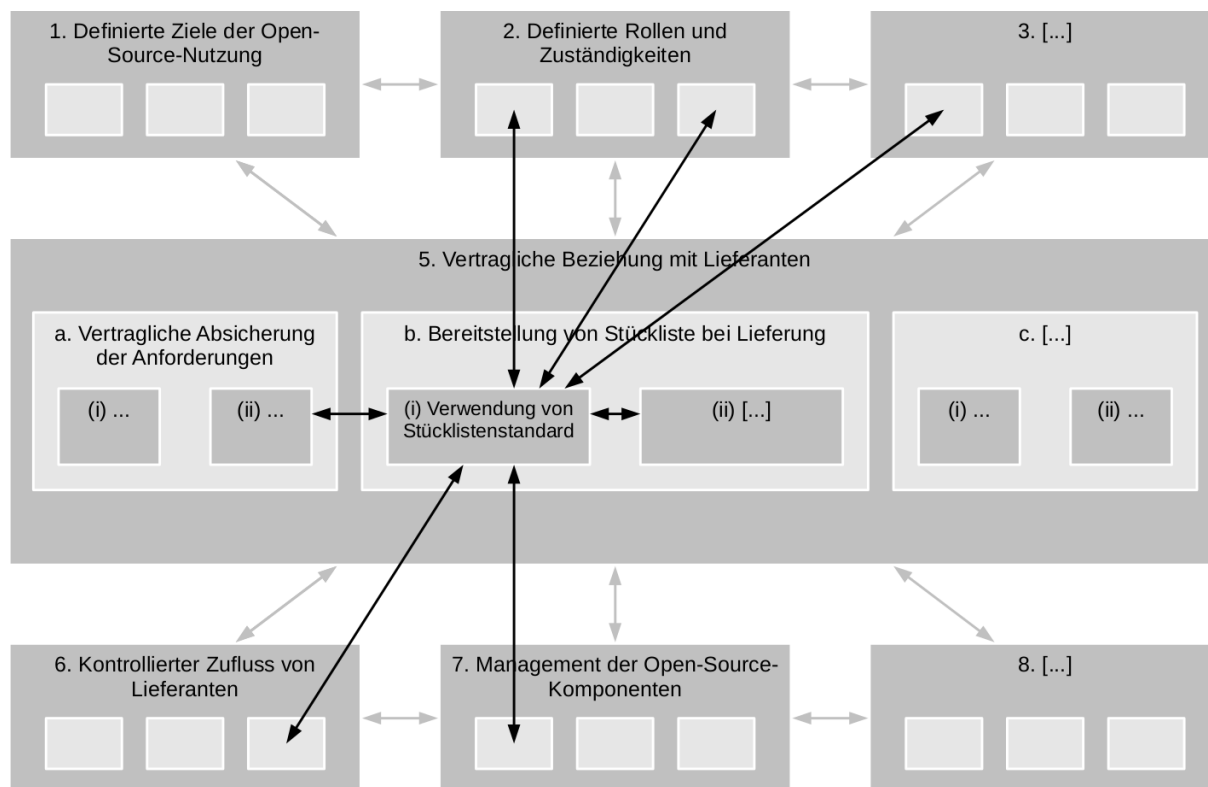 1. Definierte Ziele der Open-
Source-Nutzung
2. Definierte Rollen und
Zuständigkeiten
3. [...]
5. Vertragliche Beziehung mit Lieferanten
a. Vertragliche Absicherung
der Anforderungen
(i) ...
(ii) ...
b. Bereitstellung von Stückliste bei Lieferung
(i) Verwendung von
Stücklistenstandard
(ii) [...]
c. [...]
(i) ...
(ii) ...
6. Kontrollierter Zufluss von
Lieferanten
7. Management der Open-Source-
Komponenten
8. [...]